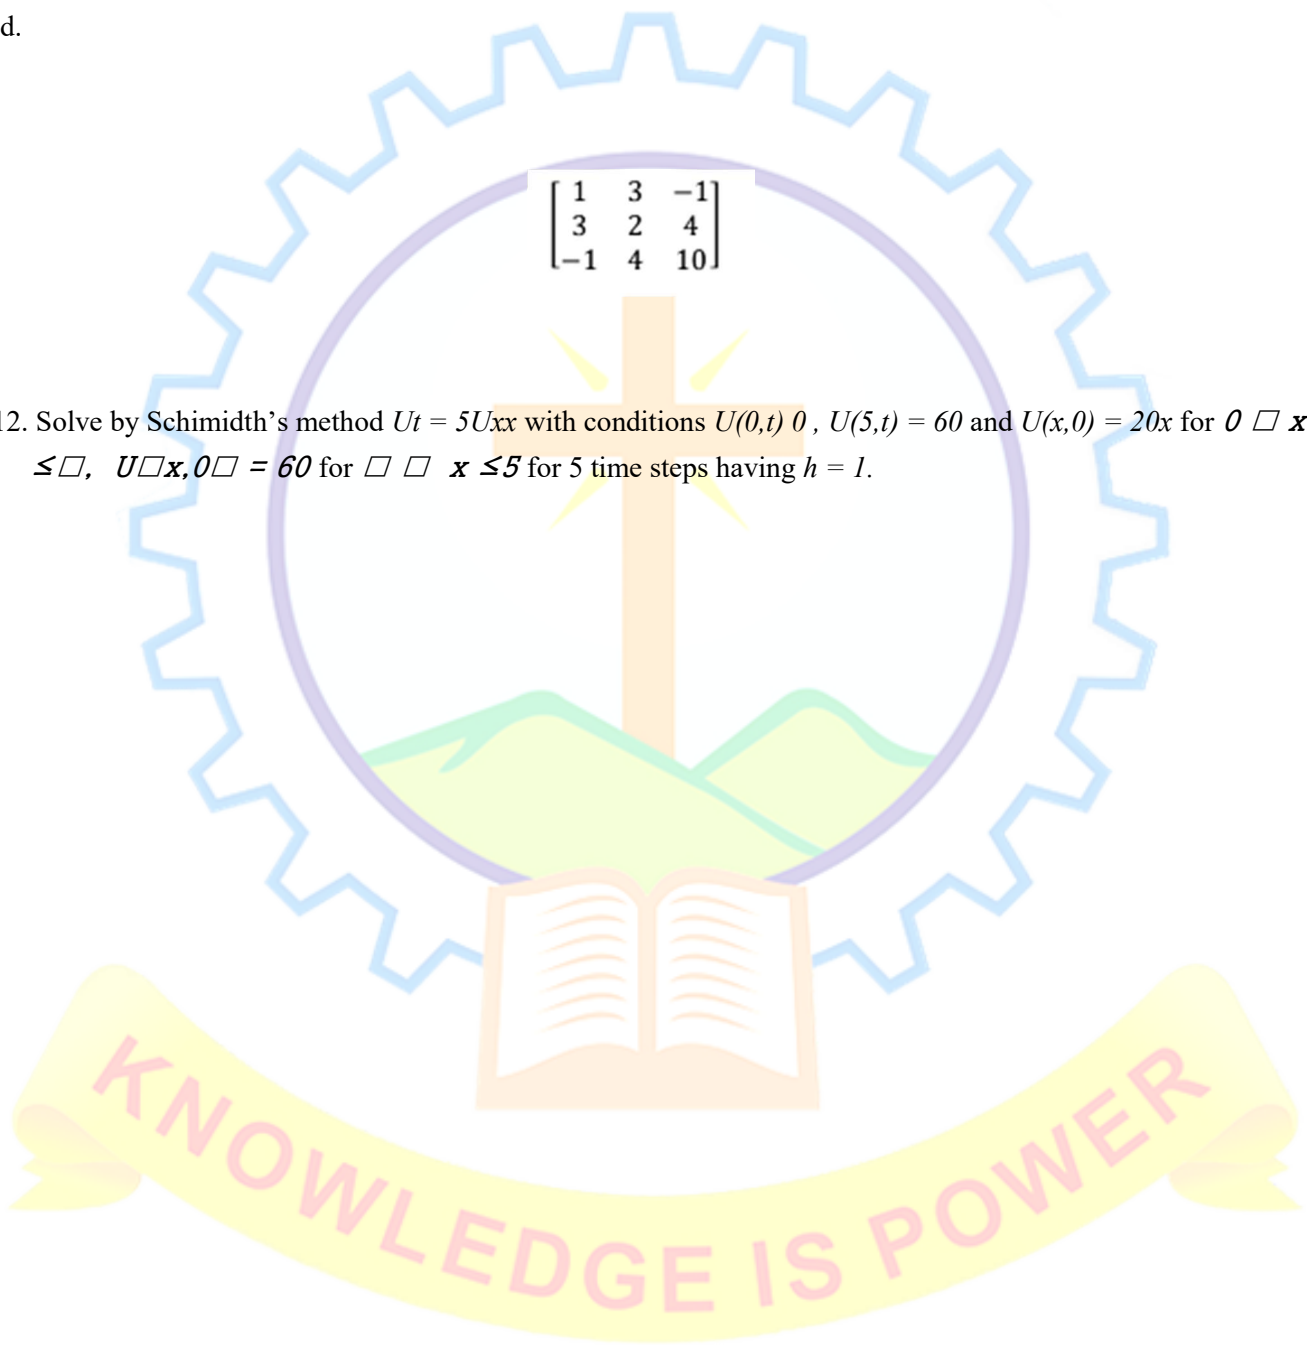 d.
1 3 −1
3 2 4
−1 4 10
12. Solve by Schimidth’s method Ut = 5Uxx with conditions U(0,t) 0 , U(5,t) = 60 and U(x,0) = 20x for 0 □ x
≤□, U□x,0□ = 60 for □ □ x ≤5 for 5 time steps having h = 1.
KNOWLEDGE IS POWER